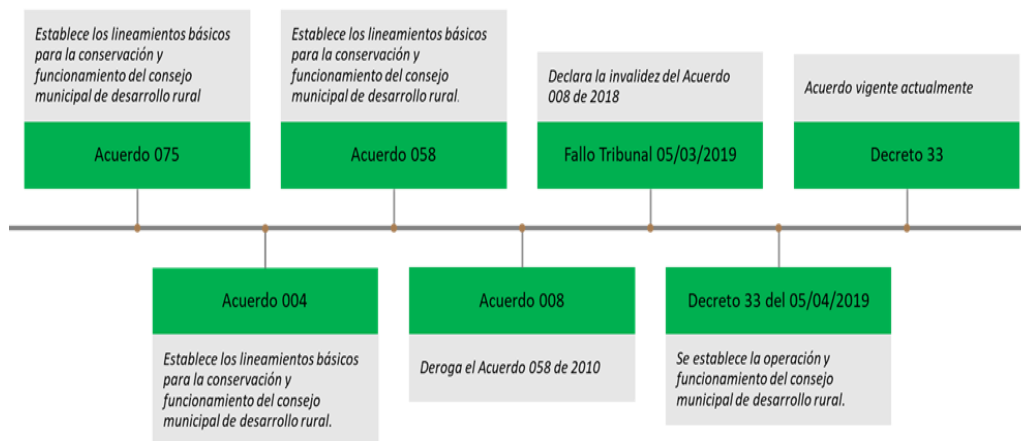 Establece los lineamientos básicos
para la conservación y
funcionamiento del consejo
municipal de desarrollo rural
Acuerdo 075
Establece los lineamientos básicos
para la conservación y
funcionamiento del consejo
municipal de desarrollo rural.
Acuerdo 058
Declara la invalidez del Acuerdo
008 de 2018
Fallo Tribunal 05/03/2019
Acuerdo vigente actualmente
Decreto 33
Acuerdo 004
Establece los lineamientos básicos
para la conservación y
funcionamiento del consejo
municipal de desarrollo rural.
Acuerdo 008
Deroga el Acuerdo 058 de 2010
Decreto 33 del 05/04/2019
Se establece la operación y
funcionamiento del consejo
municipal de desarrollo rural.